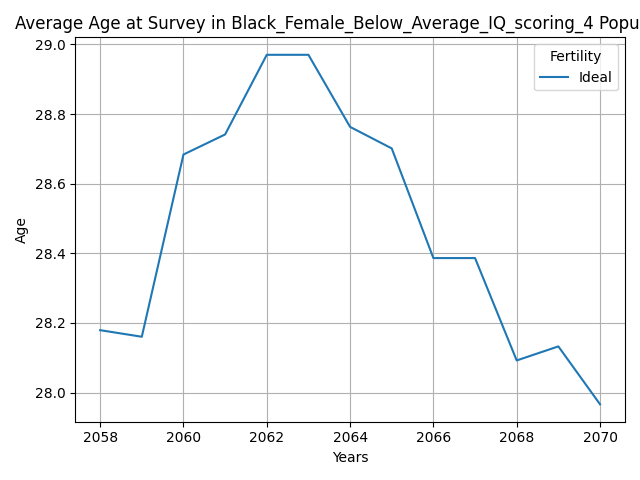 Average Age at Survey in Black_Female_Below_Average_IQ_scoring_4 Popu
29.0
28.8
28.6
28.4
28.2
28.0
Age
Fertility
Ideal
2058 2060 2062 2064 2066 2068 2070
Years